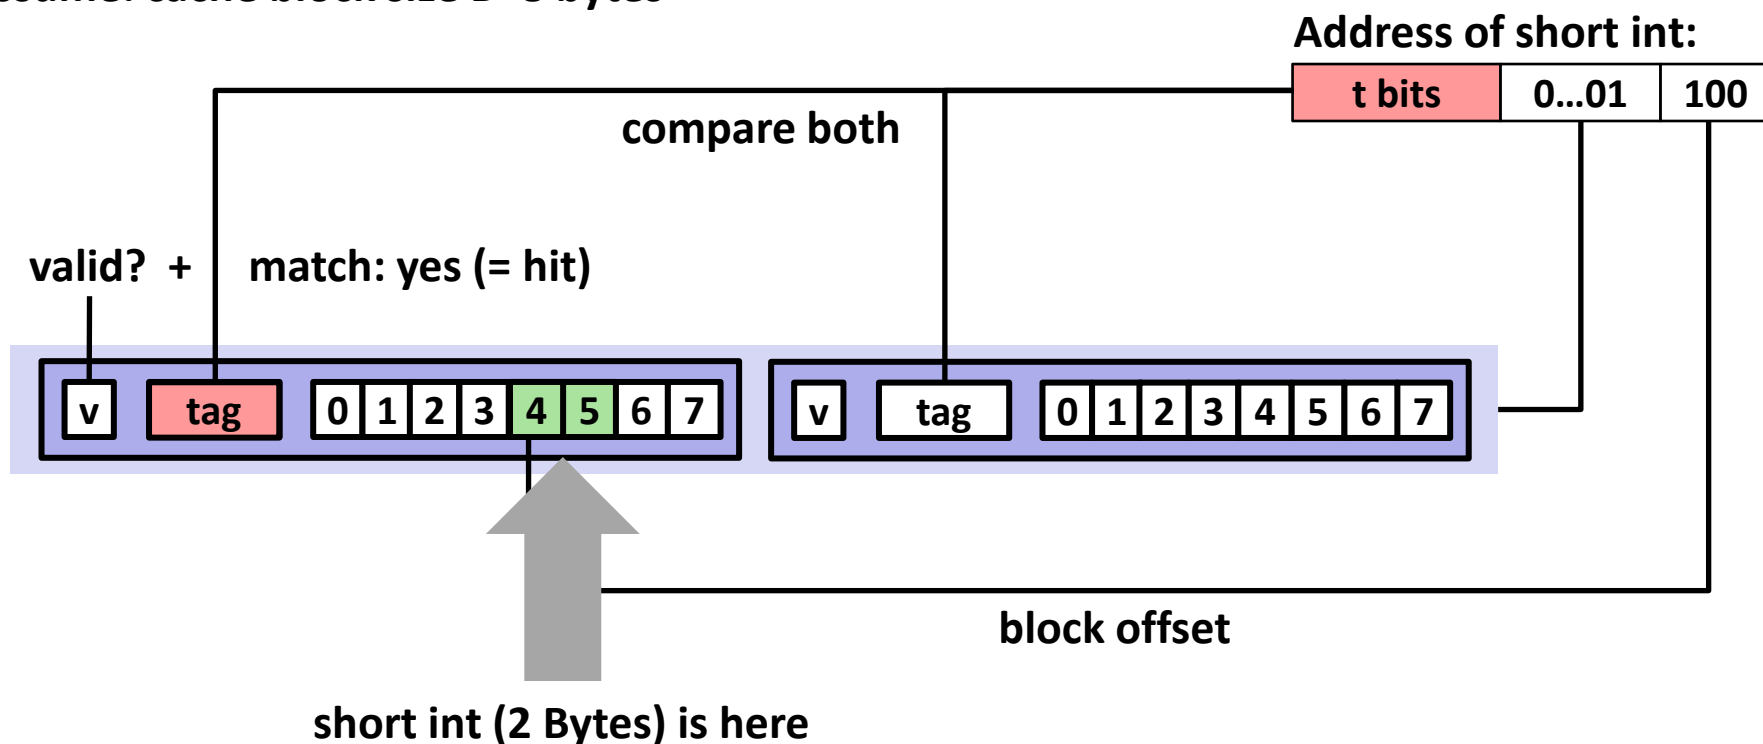 Address of short int:
t bits 0...01 100
compare both
valid? + match: yes (= hit)
v tag 0 1 2 3 4 5 6 7 v tag 0 1 2 3 4 5 6 7
block offset
short int (2 Bytes) is here